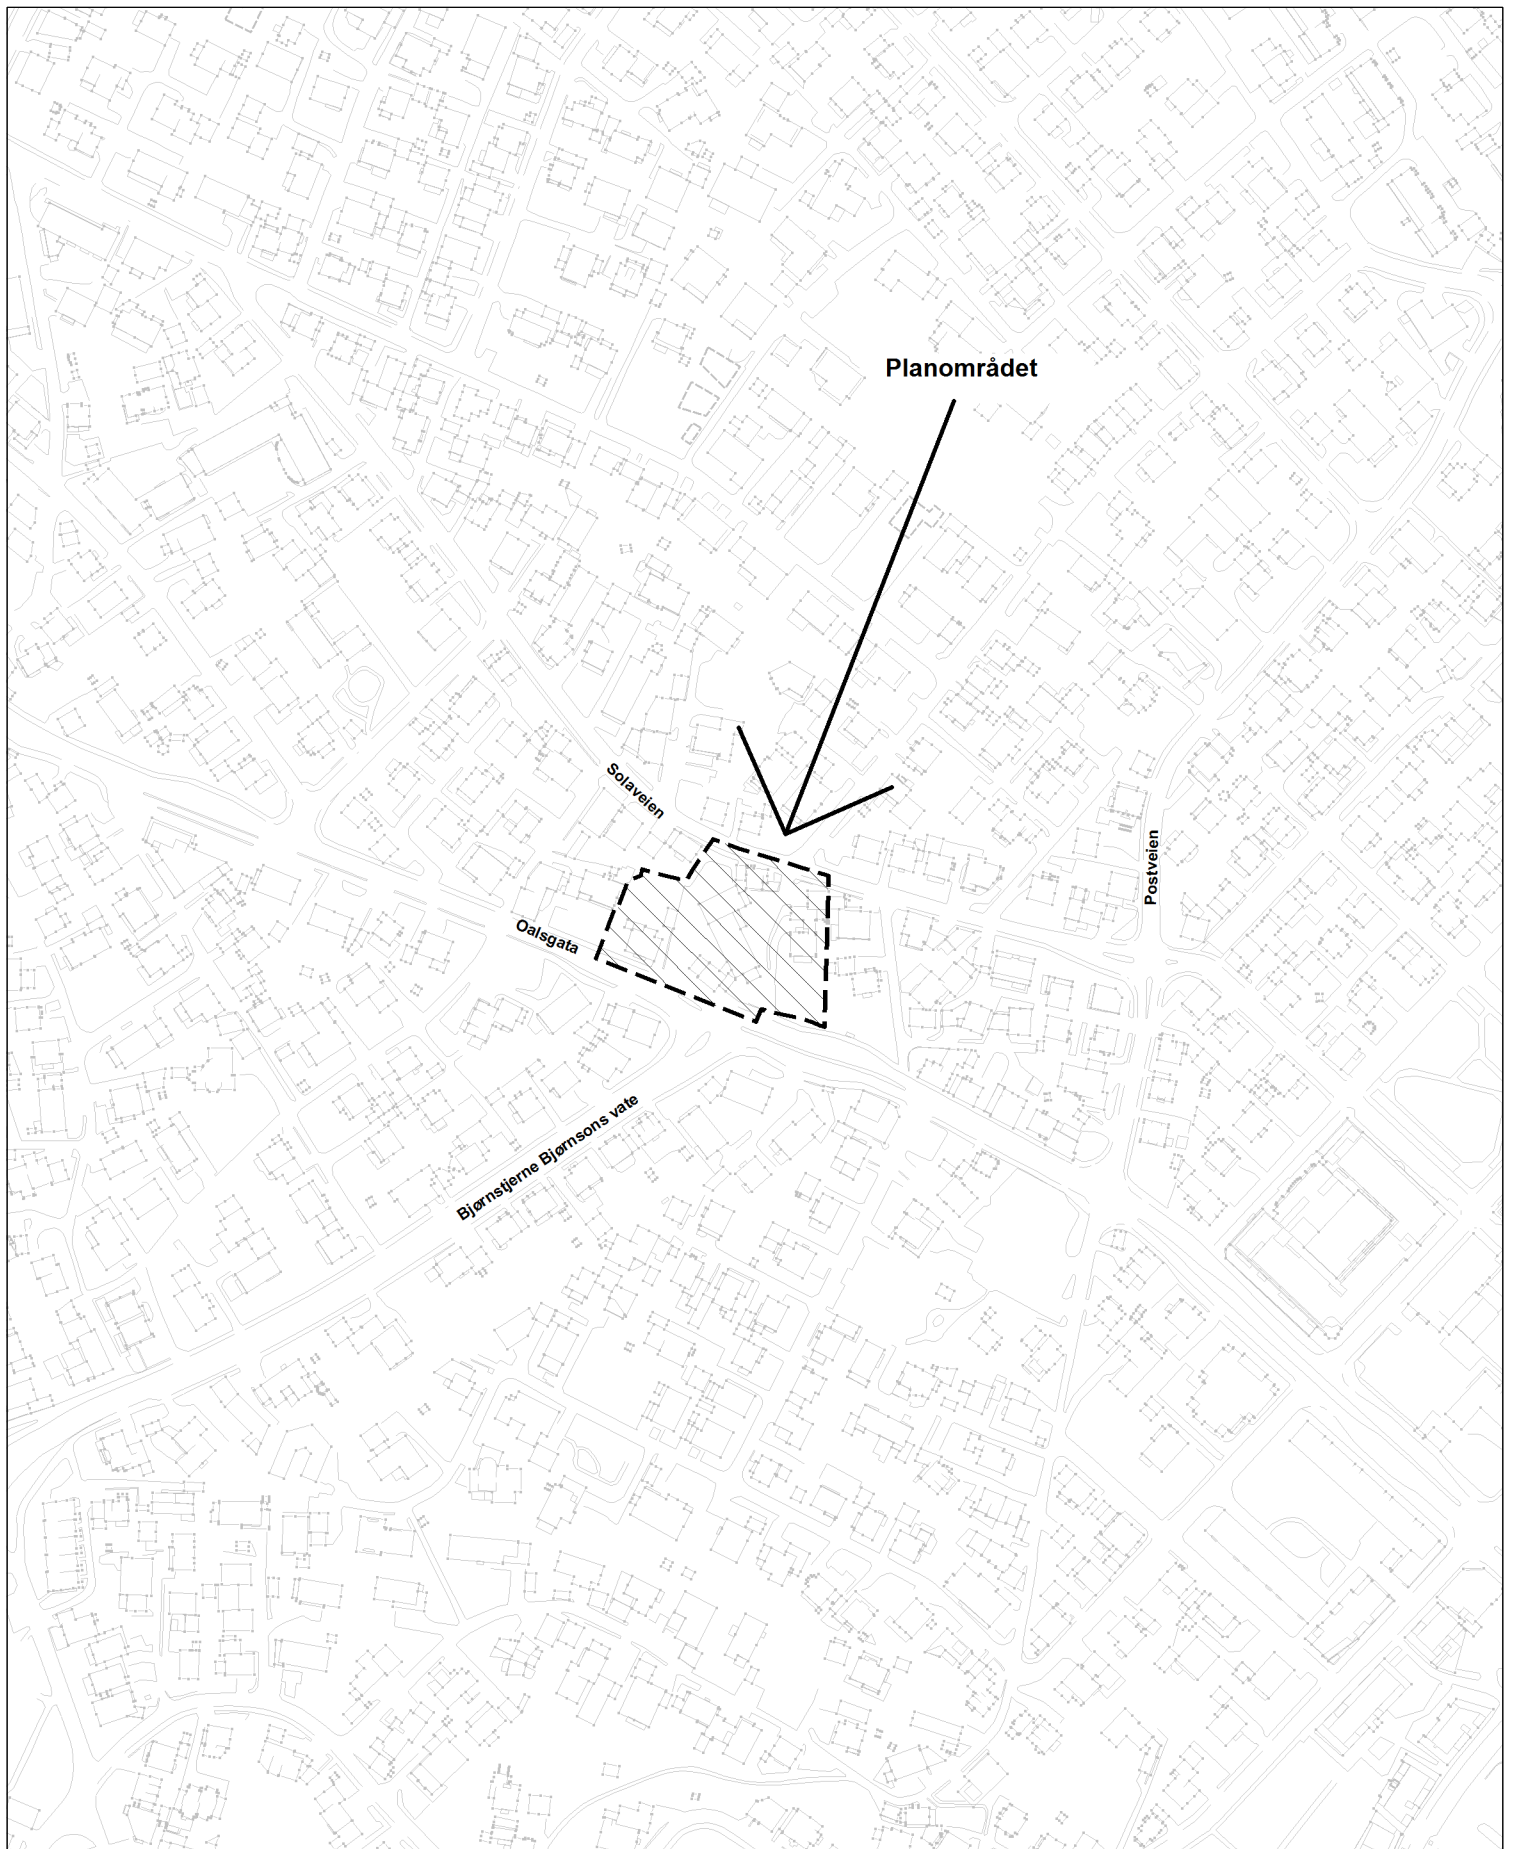 Planområdet
Solaveien
Postveien
Oalsgata
Bjørnstjerne Bjørnsons vate